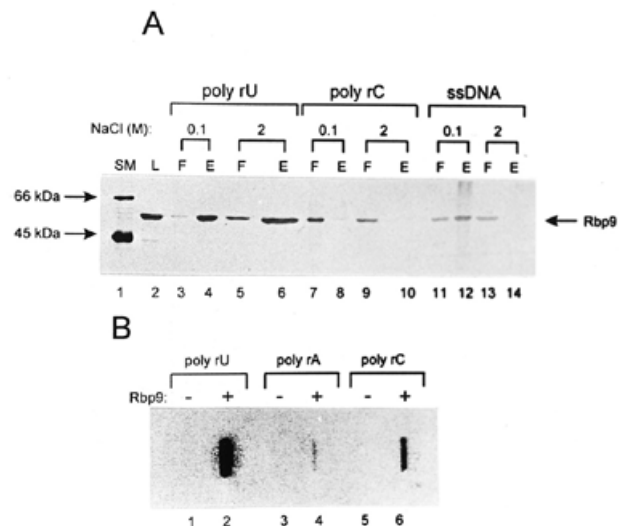 A
poly rU poly rC ssDNA
NaCl (M): 0.1 2 0.1 2 0.1 2
SM L F E F E F E F E F E F E
66 kDa
Rbp9
45 kDa
1 2 3 4 5 6 7 8 9 10 11 12 13 14
B
poly rU poly rA poly rC
Rbp9: - + - + - +
1 2 3 4 5 6